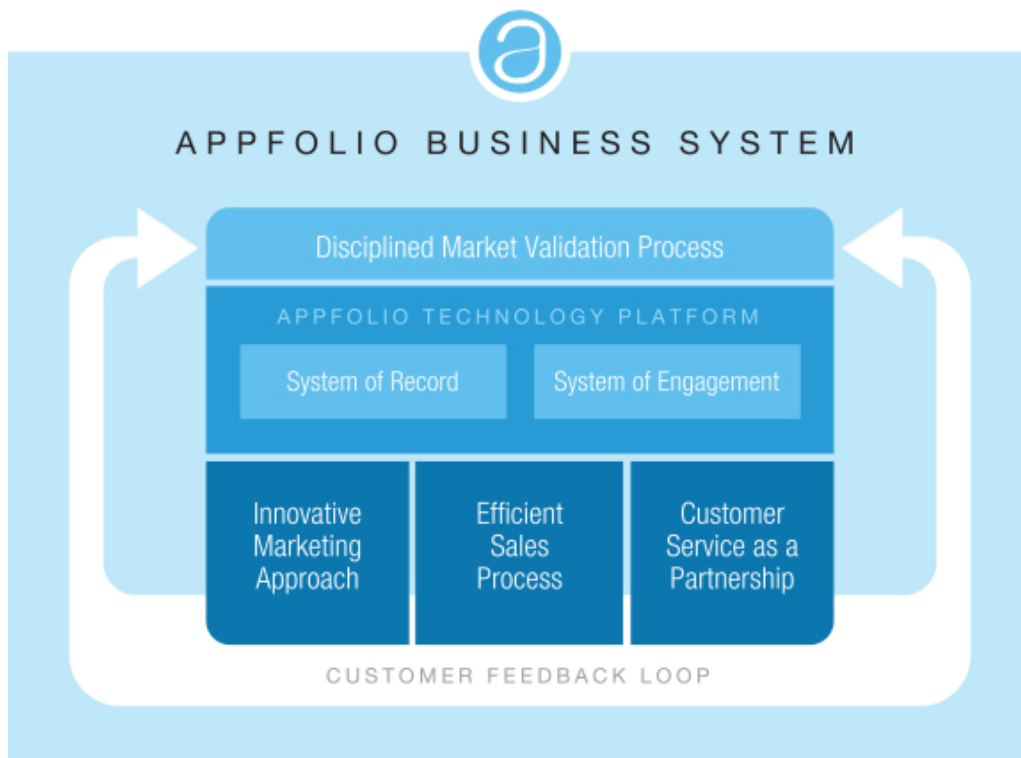 a
APPFOLIO BUSINESS SYSTEM
Disciplined Market Validation Process
APPFOLIO TECHNOLOGY PLATFORM
System of Record
System of Engagement
Innovative
Marketing
Approach
Efficient
Sales
Process
Customer
Service as a
Partnership
CUSTOMER FEEDBACK LOOP